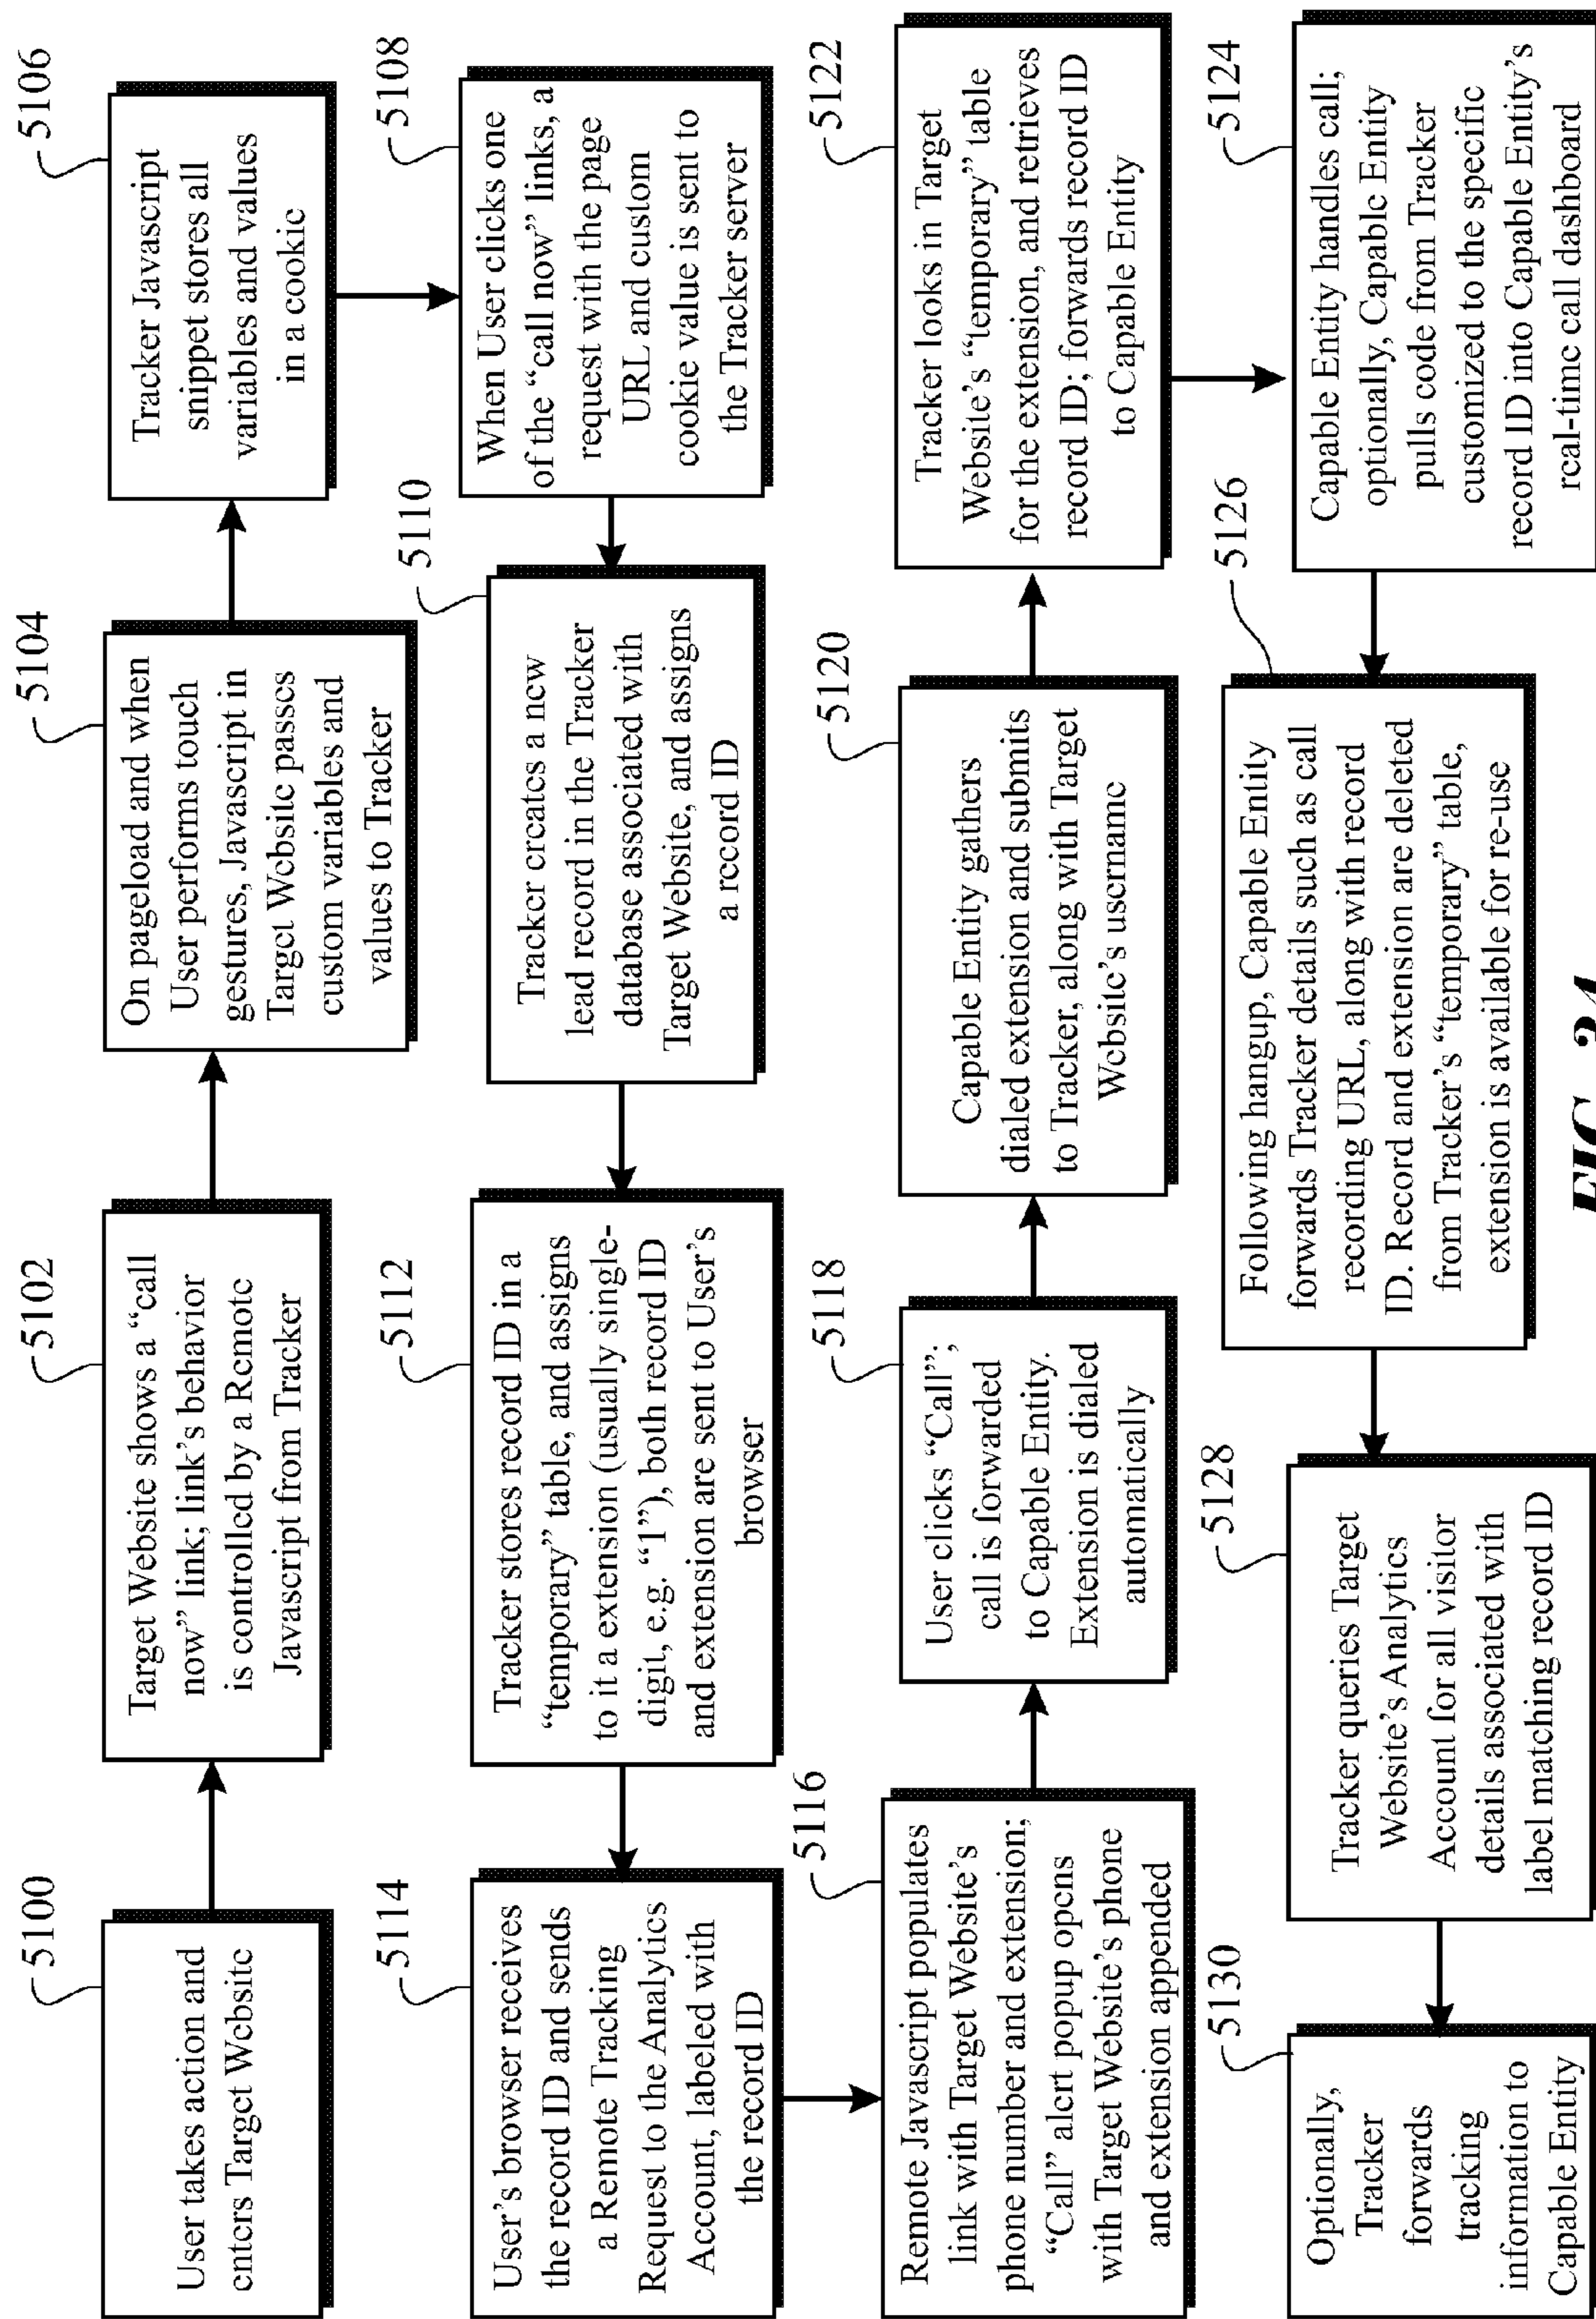 5100
User takes action and
enters Target Website
5102
Target Website shows a “call
now” link; link’s behavior
is controlled by a Remote
Javascript from Tracker
5104
On pageload and when
User performs touch
gestures, Javascript in
Target Website passes
custom variables and
values to Tracker
5106
Tracker Javascript
snippet stores all
variables and values
in a cookie
5108
When User clicks one
of the “call now” links, a
request with the page
URL and custom
cookie value is sent to
the Tracker server
5110
Tracker creates a new
lead record in the Tracker
database associated with
Target Website, and assigns
a record ID
5112
Tracker stores record ID in a
“temporary” table, and assigns
to it a extension (usually single-
digit, e.g. “1”), both record ID
and extension are sent to User’s
browser
5114
User’s browser receives
the record ID and sends
a Remote Tracking
Request to the Analytics
Account, labeled with
the record ID
5116
Remote Javascript populates
link with Target Website’s
phone number and extension;
“Call” alert popup opens
with Target Website’s phone
and extension appended
5118
User clicks “Call”;
call is forwarded
to Capable Entity.
Extension is dialed
automatically
5120
Capable Entity gathers
dialed extension and submits
to Tracker, along with Target
Website’s username
5122
Tracker looks in Target
Website’s “temporary” table
for the extension, and retrieves
record ID; forwards record ID
to Capable Entity
5124
Capable Entity handles call;
optionally, Capable Entity
pulls code from Tracker
customized to the specific
record ID into Capable Entity’s
real-time call dashboard
5126
Following hangup, Capable Entity
forwards Tracker details such as call
recording URL, along with record
ID. Record and extension are deleted
from Tracker’s “temporary” table,
extension is available for re-use
5128
Tracker queries Target
Website’s Analytics
Account for all visitor
details associated with
label matching record ID
5130
Optionally,
Tracker
forwards
tracking
information to
Capable Entity
FIG. 34